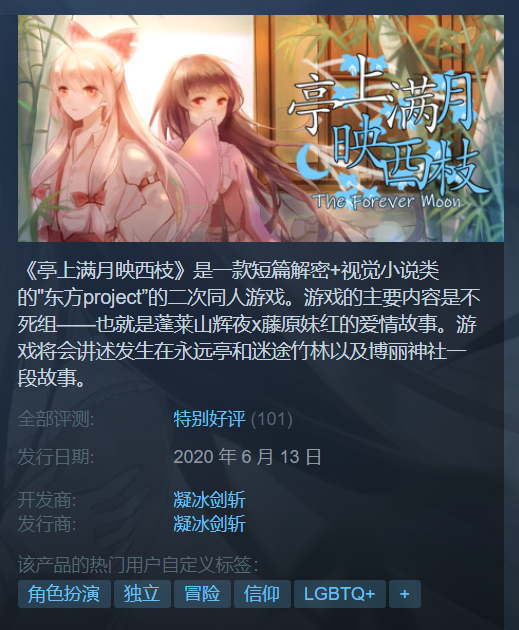 亭上满月
映西枝
The Forever Moon
《亭上满月映西枝》是一款短篇解密+视觉小说类
的"东方project”的二次同人游戏。游戏的主要内容是不
死组——也就是蓬莱山辉夜x藤原妹红的爱情故事。游
戏将会讲述发生在永远亭和迷途竹林以及博丽神社一
段故事。
全部评测: 特别好评 (101)
发行日期: 2020 年 6 月 13 日
开发商: 凝冰剑斩
发行商: 凝冰剑斩
该产品的热门用户自定义标签:
角色扮演 独立 冒险 信仰 LGBTQ+ +